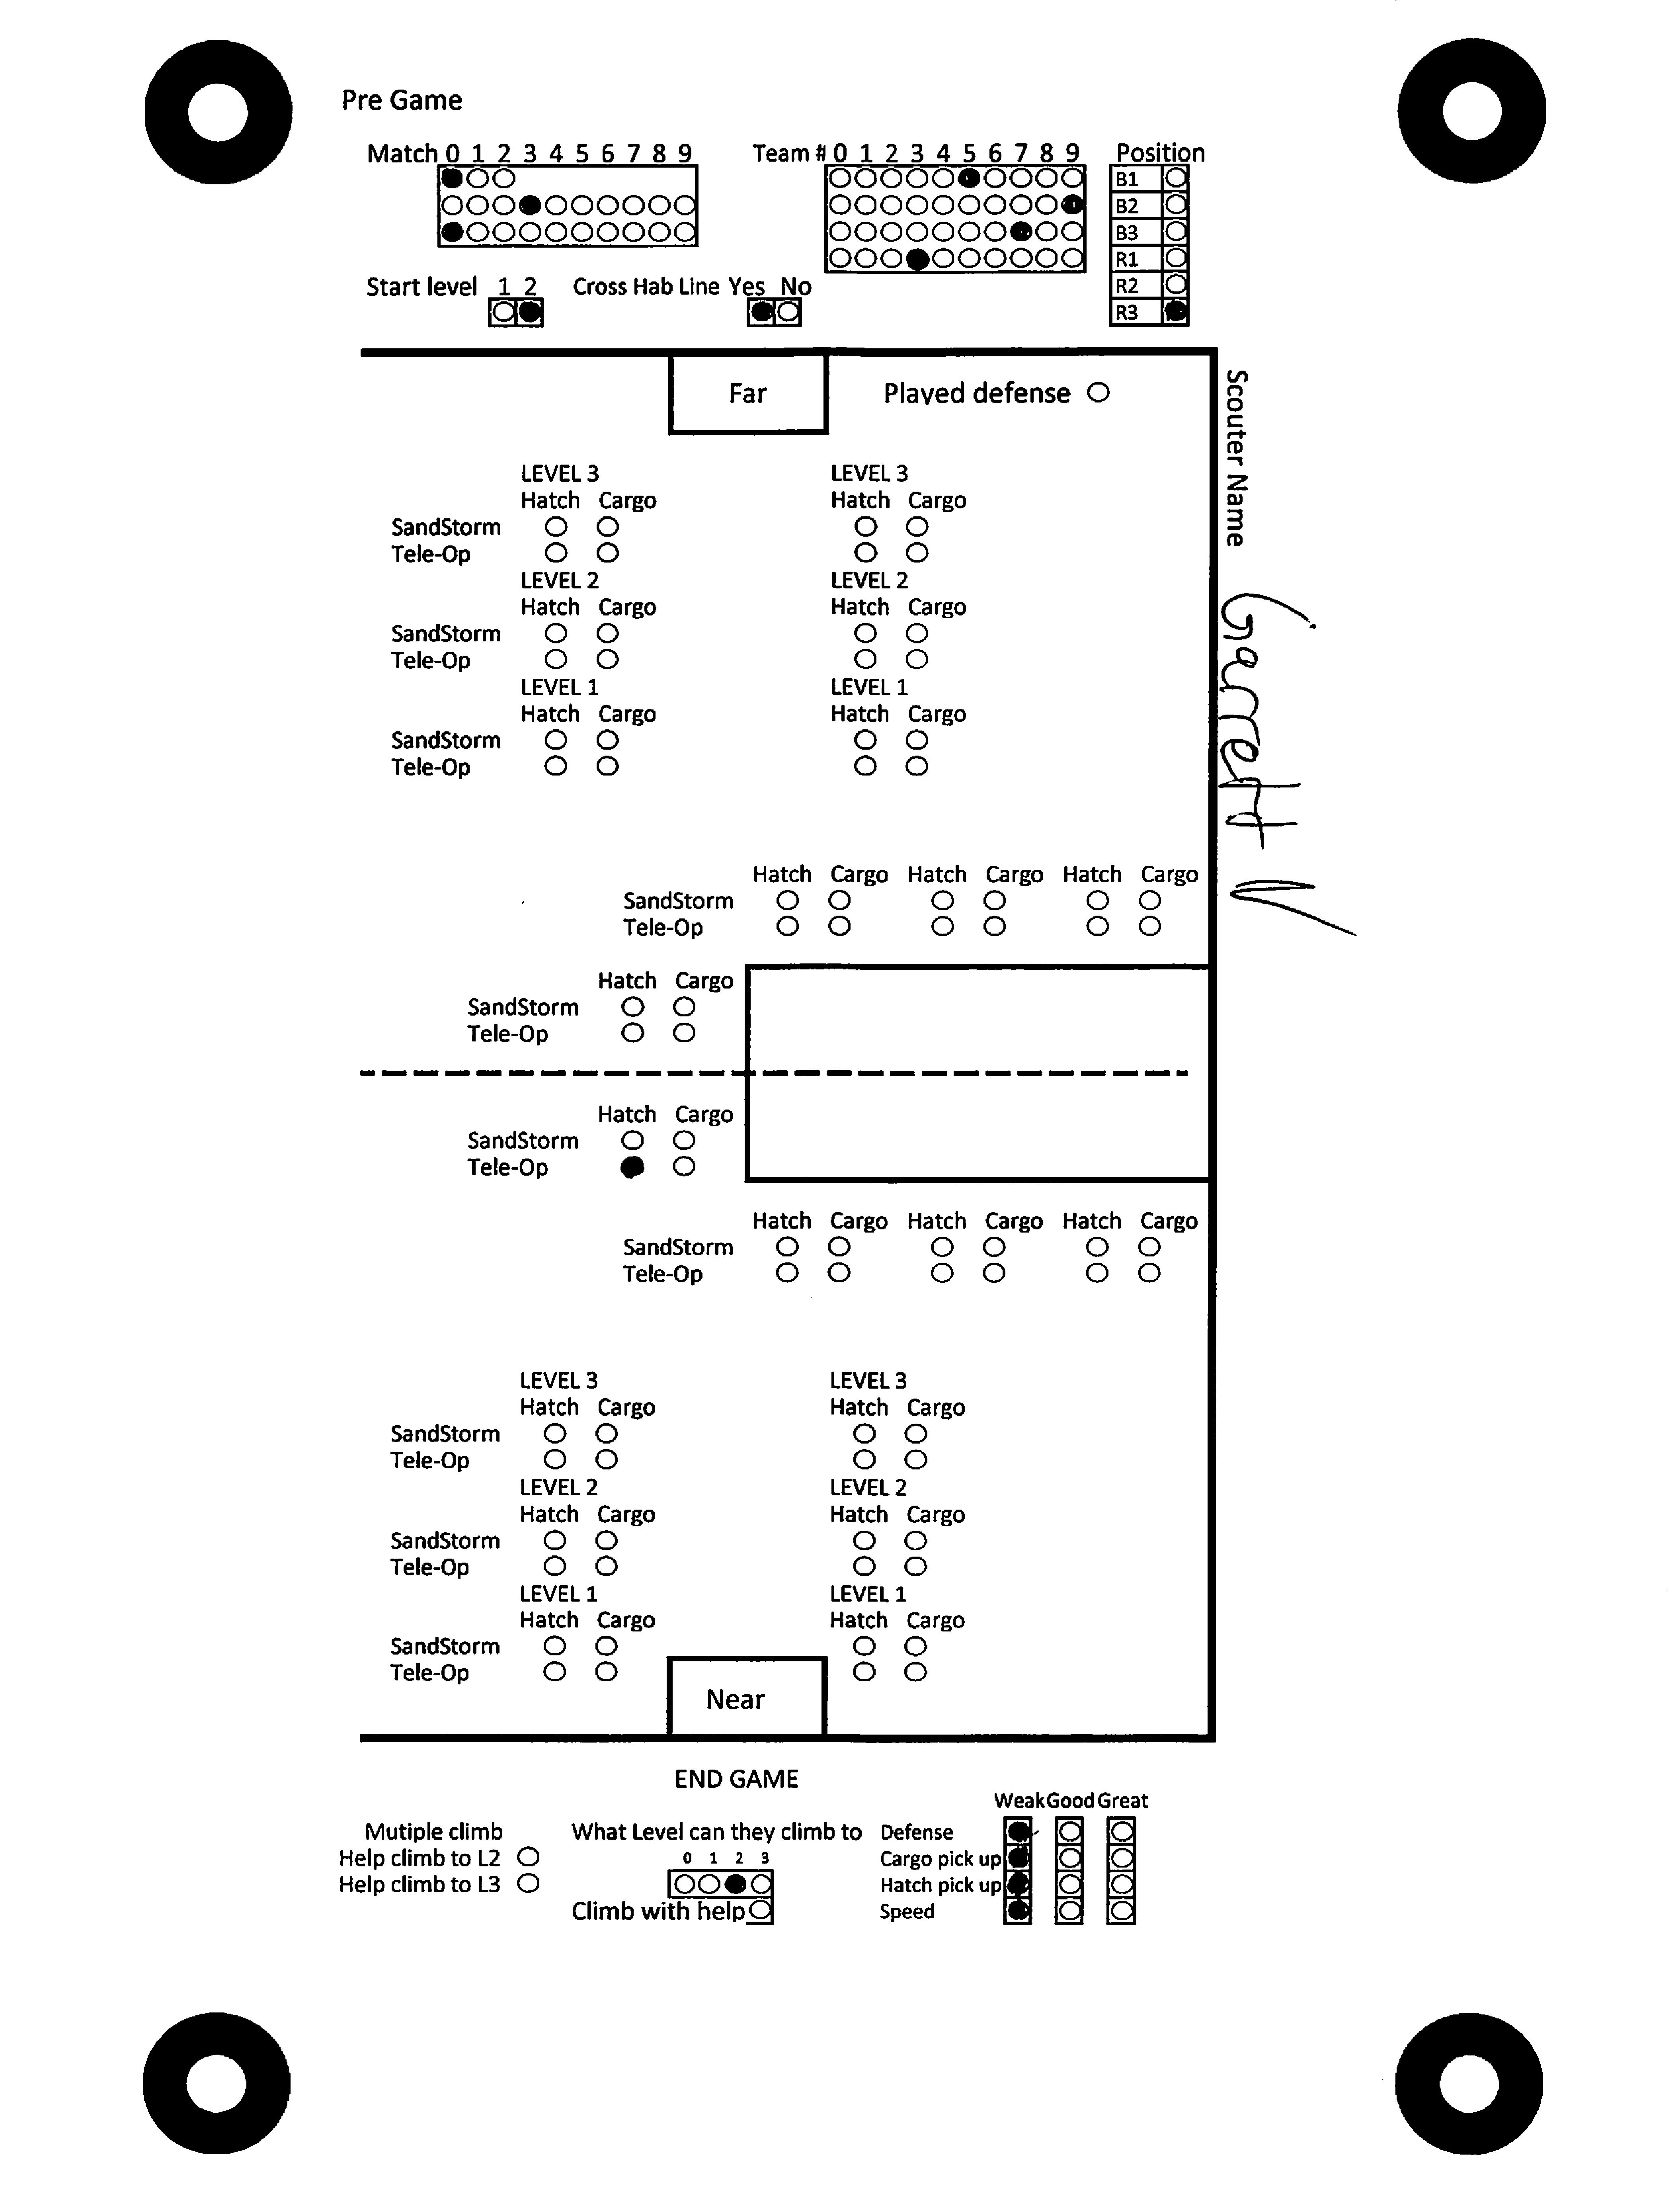 Pre Game
Match 0 1 2 3 4 5 6 7 8 9
Team # 0 1 2 3 4 5 6 7 8 9
Position
B1
B2
B3
R1
R2
R3
Start level 1 2
Cross Hab Line Yes No
Far
Played defense
Scouter Name
Garrett V
LEVEL 3 LEVEL 3
Hatch Cargo Hatch Cargo
SandStorm
Tele-Op
LEVEL 2 LEVEL 2
Hatch Cargo Hatch Cargo
SandStorm
Tele-Op
LEVEL 1 LEVEL 1
Hatch Cargo Hatch Cargo
SandStorm
Tele-Op
Hatch Cargo Hatch Cargo Hatch Cargo
SandStorm
Tele-Op
Hatch Cargo
SandStorm
Tele-Op
Hatch Cargo
SandStorm
Tele-Op
Hatch Cargo Hatch Cargo Hatch Cargo
SandStorm
Tele-Op
LEVEL 3 LEVEL 3
Hatch Cargo Hatch Cargo
SandStorm
Tele-Op
LEVEL 2 LEVEL 2
Hatch Cargo Hatch Cargo
SandStorm
Tele-Op
LEVEL 1 LEVEL 1
Hatch Cargo Hatch Cargo
SandStorm
Tele-Op
Near
END GAME
Mutiple climb
Help climb to L2
Help climb to L3
What Level can they climb to
0 1 2 3
Climb with help
Weak Good Great
Defense
Cargo pick up
Hatch pick up
Speed